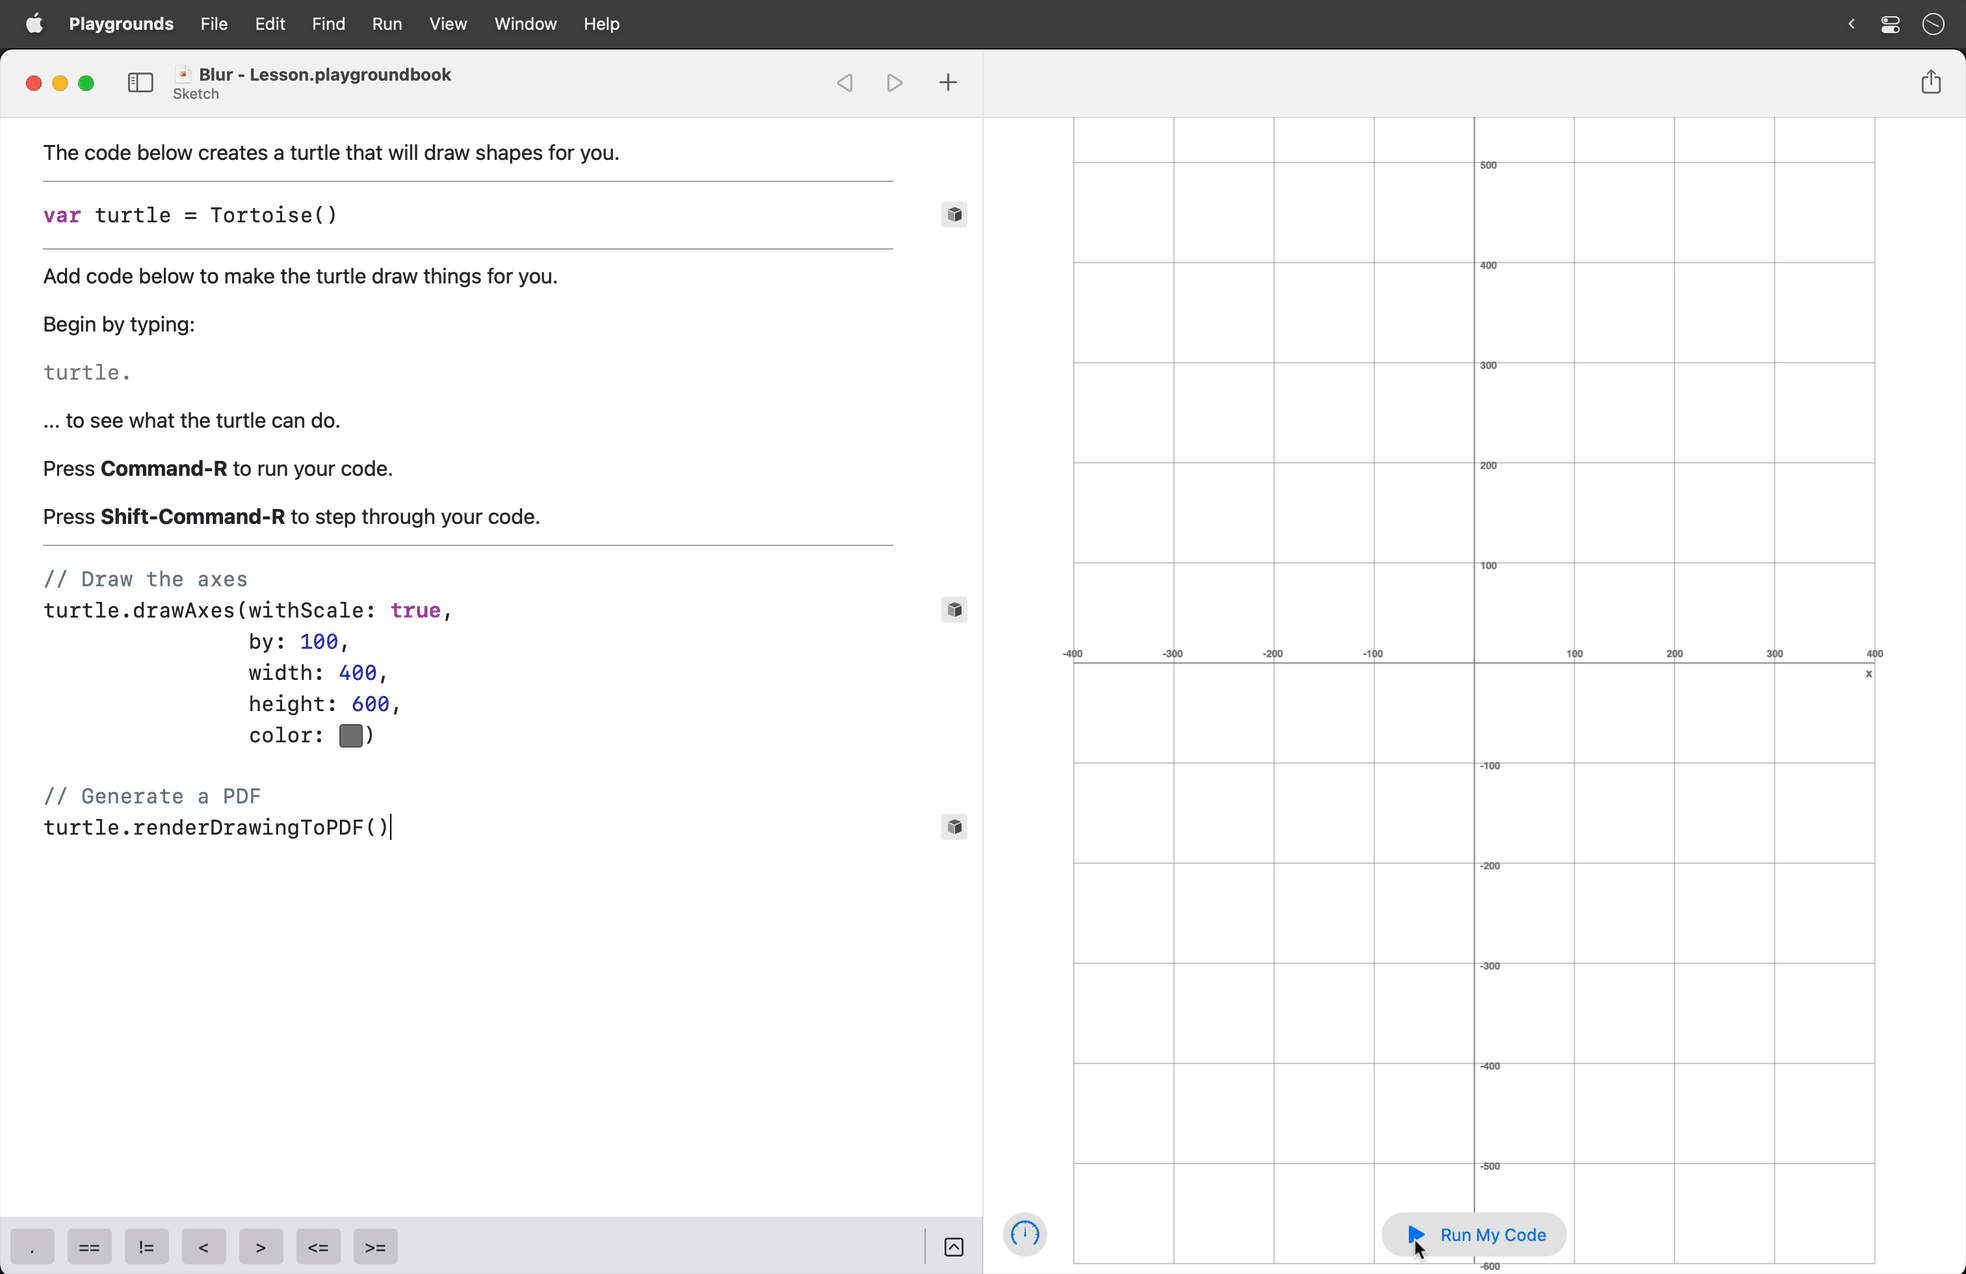 Playgrounds File Edit Find Run View Window Help
Blur - Lesson.playgroundbook
Sketch
The code below creates a turtle that will draw shapes for you.
var turtle = Tortoise()
Add code below to make the turtle draw things for you.
Begin by typing:
turtle.
... to see what the turtle can do.
Press Command-R to run your code.
Press Shift-Command-R to step through your code.
// Draw the axes
turtle.drawAxes(withScale: true,
by: 100,
width: 400,
height: 600,
color: )
// Generate a PDF
turtle.renderDrawingToPDF()
. == != < > <= >=
500
400
300
200
100
-400 -300 -200 -100 100 200 300 400
x
-100
-200
-300
-400
-500
-600
Run My Code